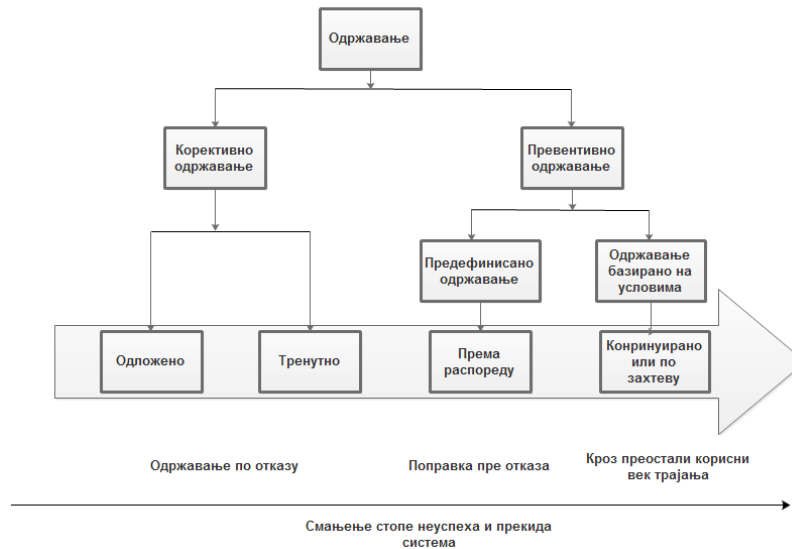 Одржавање
Корективно
одржавање
Превентивно
одржавање
Предефинисано
одржавање
Одржавање
базирано на
условима
Одложено
Тренутно
Према
распореду
Конринуирано
или по
захтеву
Одржавање по отказу
Поправка пре отказа
Кроз преостали корисни
век трајања
Смањење стопе неуспеха и прекида
система